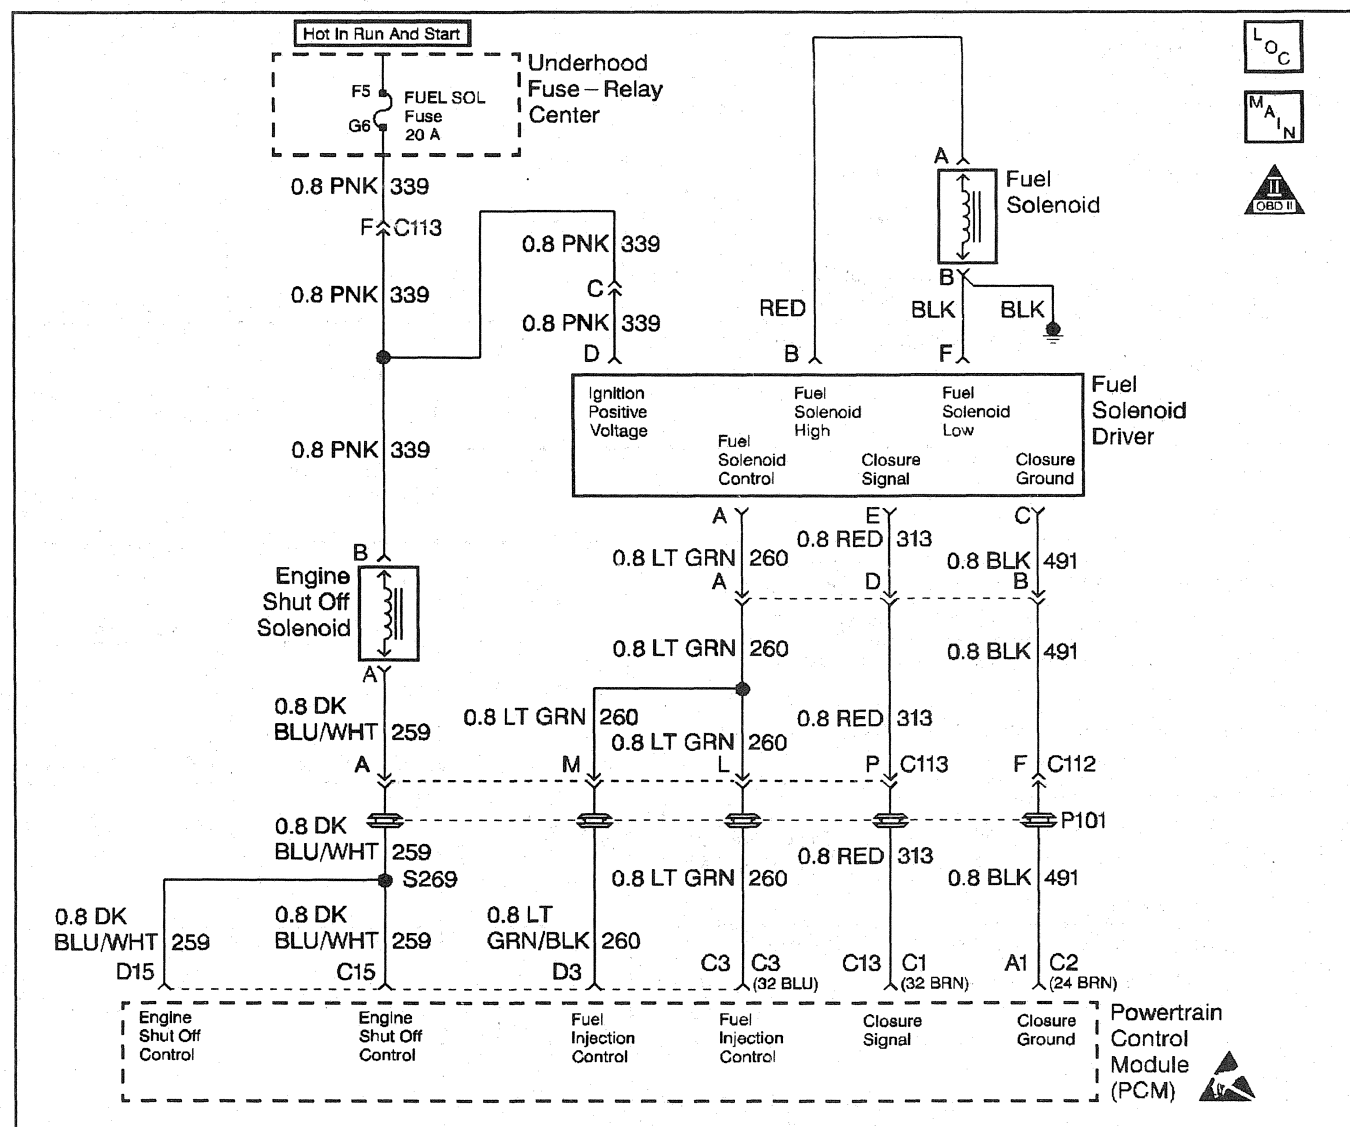 Hot In Run And Start
LOC
Underhood
Fuse – Relay
Center
F5
FUEL SOL
Fuse
20 A
G6
MAIN
A
Fuel
Solenoid
II
OBD II
0.8 PNK 339
F C113
0.8 PNK 339
C
B
0.8 PNK 339
RED
BLK
BLK
0.8 PNK 339
D
B
F
Ignition
Positive
Voltage
Fuel
Solenoid
High
Fuel
Solenoid
Low
Fuel
Solenoid
Driver
Fuel
Solenoid
Control
Closure
Signal
Closure
Ground
0.8 PNK 339
A
E
C
0.8 RED 313
0.8 LT GRN 260
0.8 BLK 491
B
A
D
B
Engine
Shut Off
Solenoid
0.8 LT GRN 260
0.8 BLK 491
A
0.8 DK
BLU/WHT 259
0.8 LT GRN 260
0.8 RED 313
0.8 LT GRN 260
A
M
L
P C113
F C112
P101
0.8 DK
BLU/WHT 259
0.8 RED 313
S269
0.8 LT GRN 260
0.8 BLK 491
0.8 DK
BLU/WHT 259
0.8 DK
BLU/WHT 259
0.8 LT
GRN/BLK 260
D15
C15
D3
C3 C3
(32 BLU)
C13 C1
(32 BRN)
A1 C2
(24 BRN)
Engine
Shut Off
Control
Engine
Shut Off
Control
Fuel
Injection
Control
Fuel
Injection
Control
Closure
Signal
Closure
Ground
Powertrain
Control
Module
(PCM)